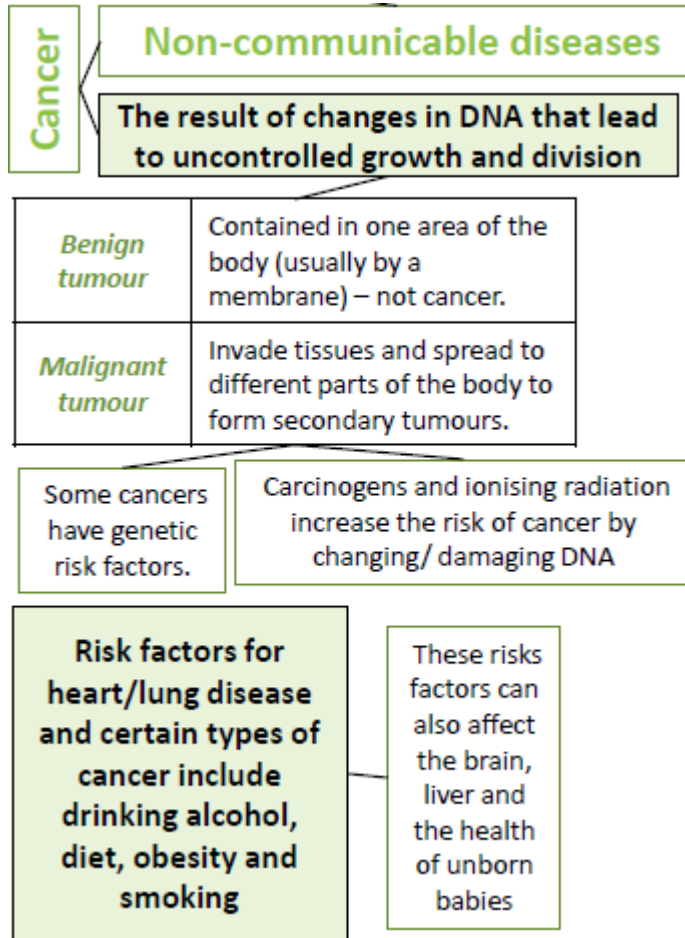 Cancer
Non-communicable diseases
The result of changes in DNA that lead
to uncontrolled growth and division
Benign
tumour
Contained in one area of the
body (usually by a
membrane) – not cancer.
Malignant
tumour
Invade tissues and spread to
different parts of the body to
form secondary tumours.
Some cancers
have genetic
risk factors.
Carcinogens and ionising radiation
increase the risk of cancer by
changing/ damaging DNA
Risk factors for
heart/lung disease
and certain types of
cancer include
drinking alcohol,
diet, obesity and
smoking
These risks
factors can
also affect
the brain,
liver and
the health
of unborn
babies